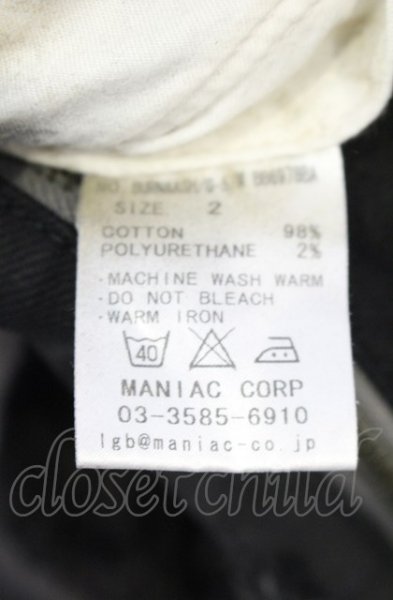 SIZE 2
COTTON 98%
POLYURETHANE 2%
·MACHINE WASH WARM
·DO NOT BLEACH
·WARM IRON
40
MANIAC CORP
03-3585-6910
lgb@maniac-co.jp
closetchild